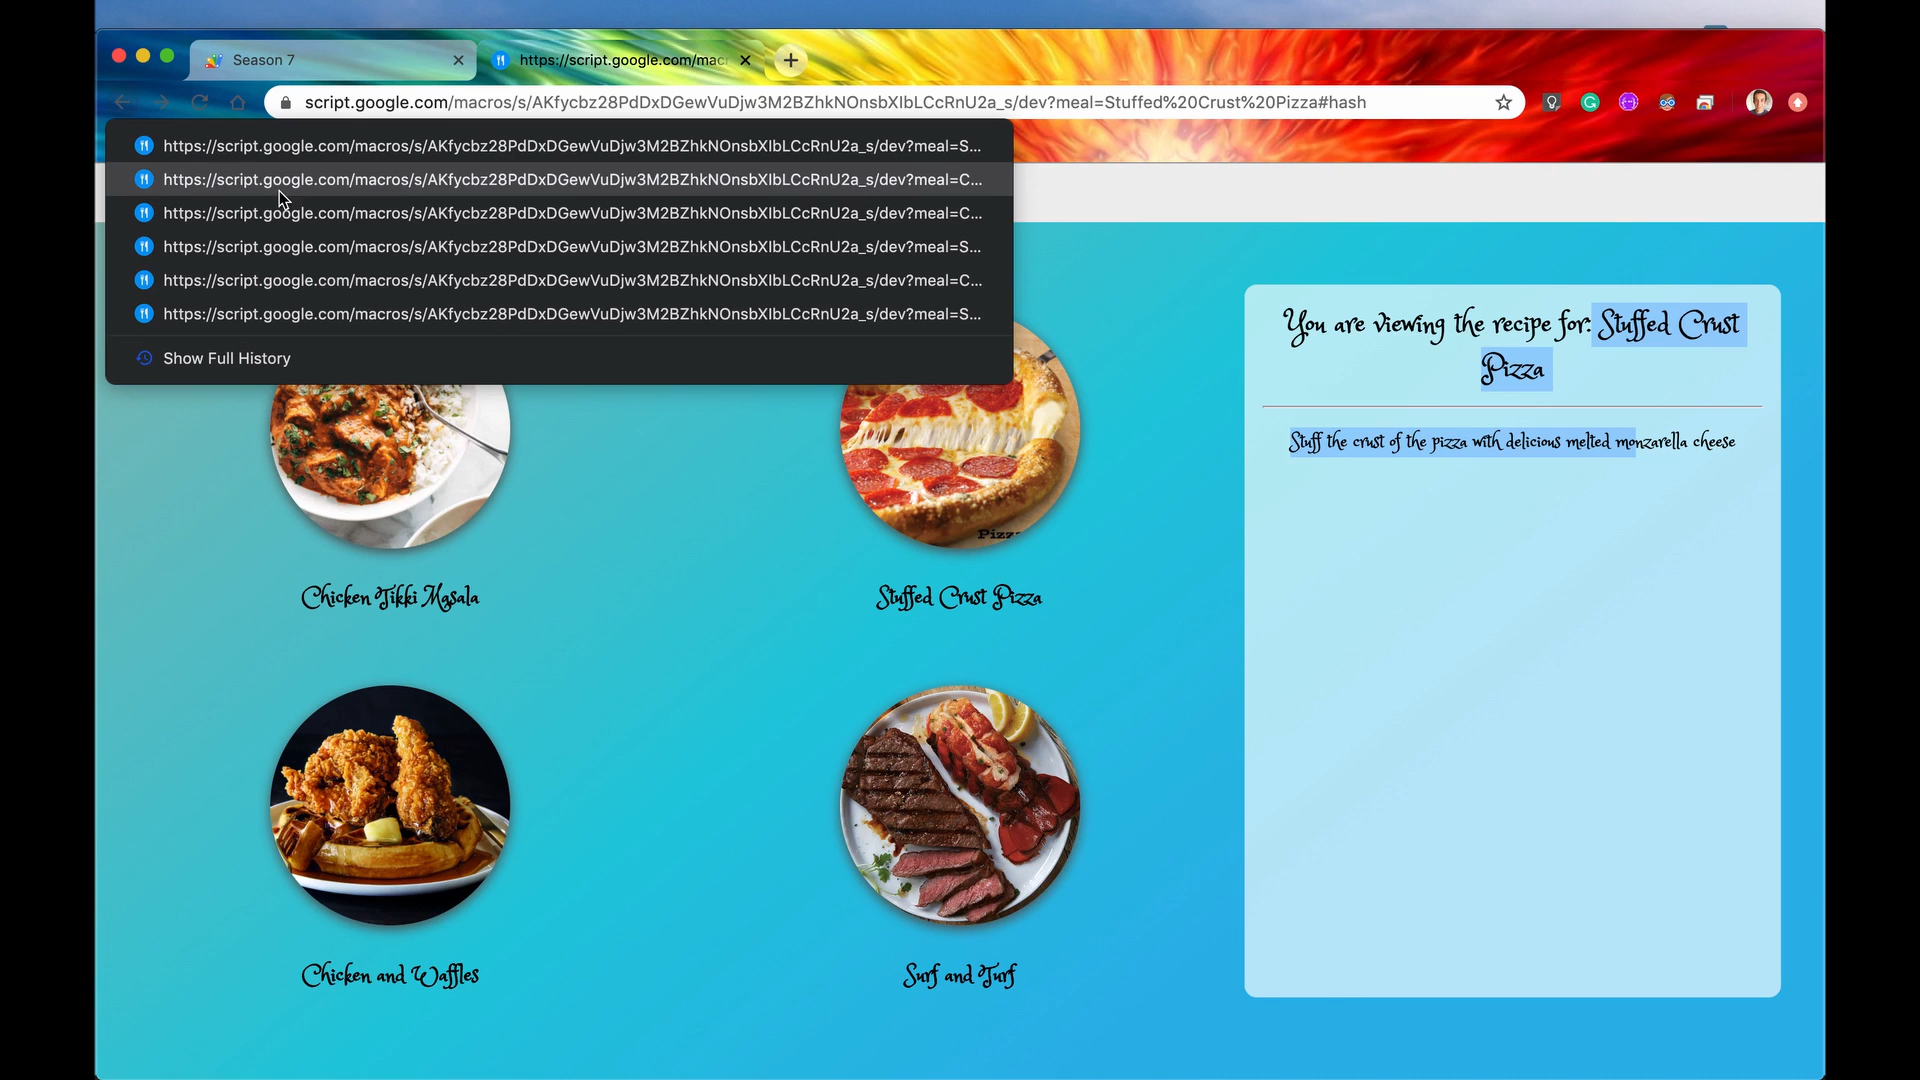 Season 7
https://script.google.com/mac
script.google.com/macros/s/AKfycbz28PdDxDGewVuDjw3M2BZhkNOnsbXIbLCcRnU2a_s/dev?meal=Stuffed%20Crust%20Pizza#hash
https://script.google.com/macros/s/AKfycbz28PdDxDGewVuDjw3M2BZhkNOnsbXIbLCcRnU2a_s/dev?meal=S...
https://script.google.com/macros/s/AKfycbz28PdDxDGewVuDjw3M2BZhkNOnsbXIbLCcRnU2a_s/dev?meal=C...
https://script.google.com/macros/s/AKfycbz28PdDxDGewVuDjw3M2BZhkNOnsbXIbLCcRnU2a_s/dev?meal=C...
https://script.google.com/macros/s/AKfycbz28PdDxDGewVuDjw3M2BZhkNOnsbXIbLCcRnU2a_s/dev?meal=S...
https://script.google.com/macros/s/AKfycbz28PdDxDGewVuDjw3M2BZhkNOnsbXIbLCcRnU2a_s/dev?meal=C...
https://script.google.com/macros/s/AKfycbz28PdDxDGewVuDjw3M2BZhkNOnsbXIbLCcRnU2a_s/dev?meal=S...
Show Full History
You are viewing the recipe for: Stuffed Crust
Pizza
Stuff the crust of the pizza with delicious melted monzarella cheese
Chicken Tikki Masala
Stuffed Crust Pizza
Chicken and Waffles
Surf and Turf